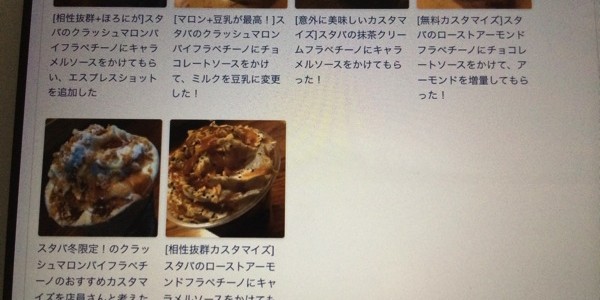 [相性抜群+ほろにが]スタ
バのクラッシュマロンパ
イフラペチーノにキャラ
メルソースをかけてもら
い、エスプレスショット
を追加した
[マロン+豆乳が最高！]ス
タバのクラッシュマロン
パイフラペチーノにチョ
コレートソースをかけ
て、ミルクを豆乳に変更
した！
[意外に美味しいカスタマ
イズ]スタバの抹茶クリー
ムフラペチーノにキャラ
メルソースをかけてもら
った！
[無料カスタマイズ]スタ
バのローストアーモンド
フラペチーノにチョコレ
ートソースをかけて、ア
ーモンドを増量してもら
った！
スタバ冬限定！のクラッ
シュマロンパイフラペチ
ーノのおすすめカスタマ
イズを店員さんと考えた
[相性抜群カスタマイズ]
スタバのローストアーモ
ンドフラペチーノにキャ
ラメルソースをかけても